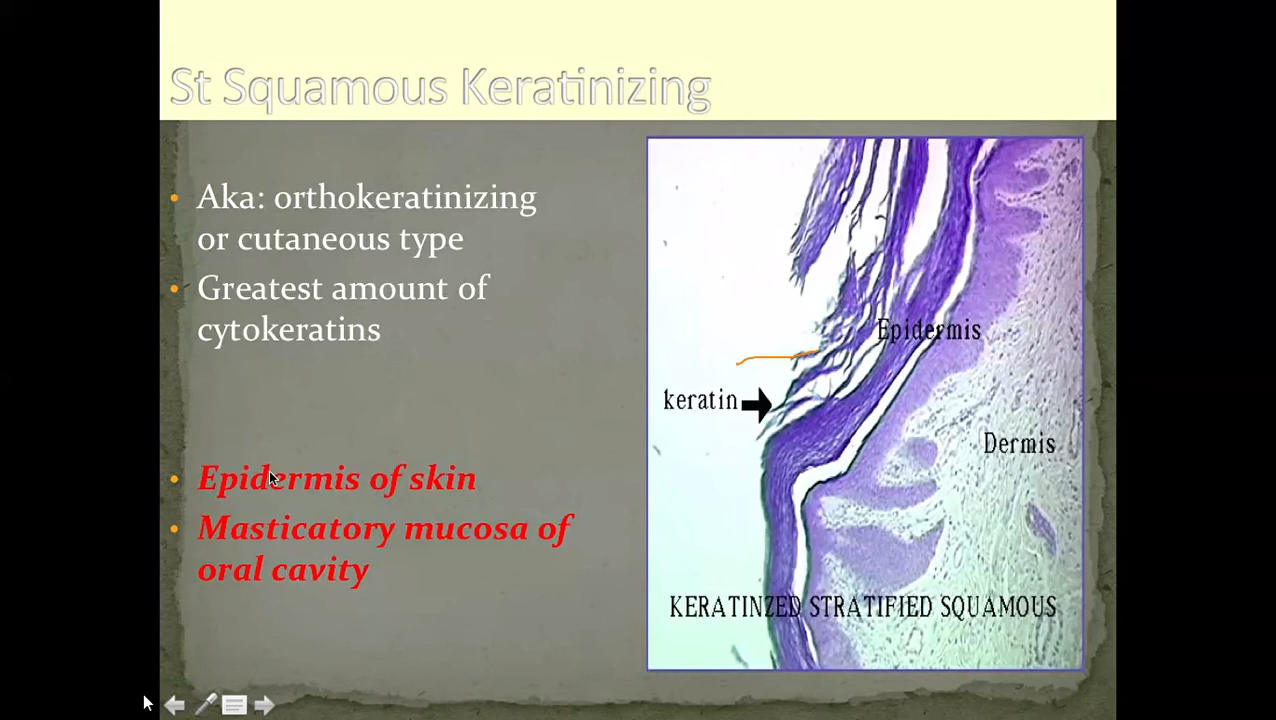 St Squamous Keratinizing
• Aka: orthokeratinizing
or cutaneous type
• Greatest amount of
cytokeratins
• Epidermis of skin
• Masticatory mucosa of
oral cavity
Epidermis
keratin
Dermis
KERATINZED STRATIFIED SQUAMOUS